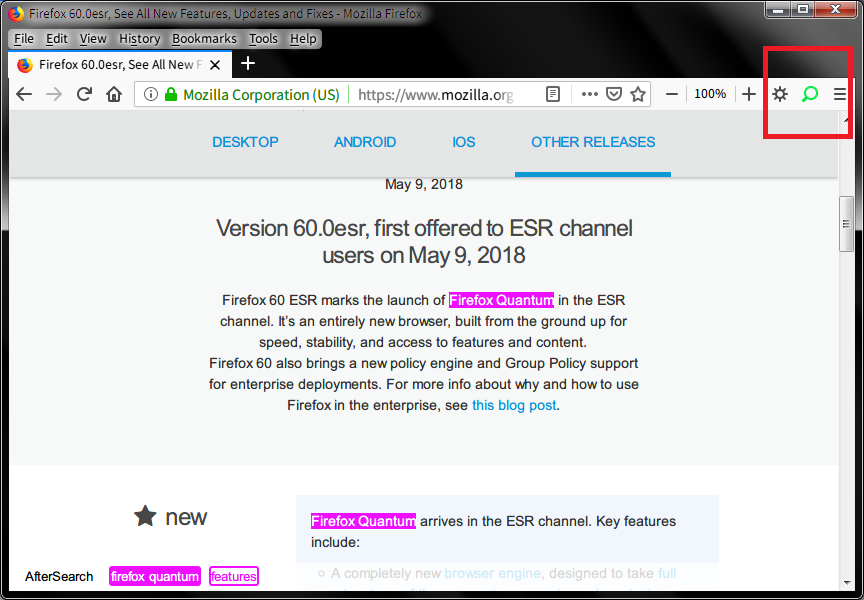 Firefox 60.0esr, See All New Features, Updates and Fixes - Mozilla Firefox
File Edit View History Bookmarks Tools Help
Firefox 60.0esr, See All New F
Mozilla Corporation (US) https://www.mozilla.org 100%
DESKTOP ANDROID IOS OTHER RELEASES
May 9, 2018
Version 60.0esr, first offered to ESR channel
users on May 9, 2018
Firefox 60 ESR marks the launch of Firefox Quantum in the ESR
channel. It's an entirely new browser, built from the ground up for
speed, stability, and access to features and content.
Firefox 60 also brings a new policy engine and Group Policy support
for enterprise deployments. For more info about why and how to use
Firefox in the enterprise, see this blog post.
new
Firefox Quantum arrives in the ESR channel. Key features
include:
A completely new browser engine, designed to take full
AfterSearch firefox quantum features